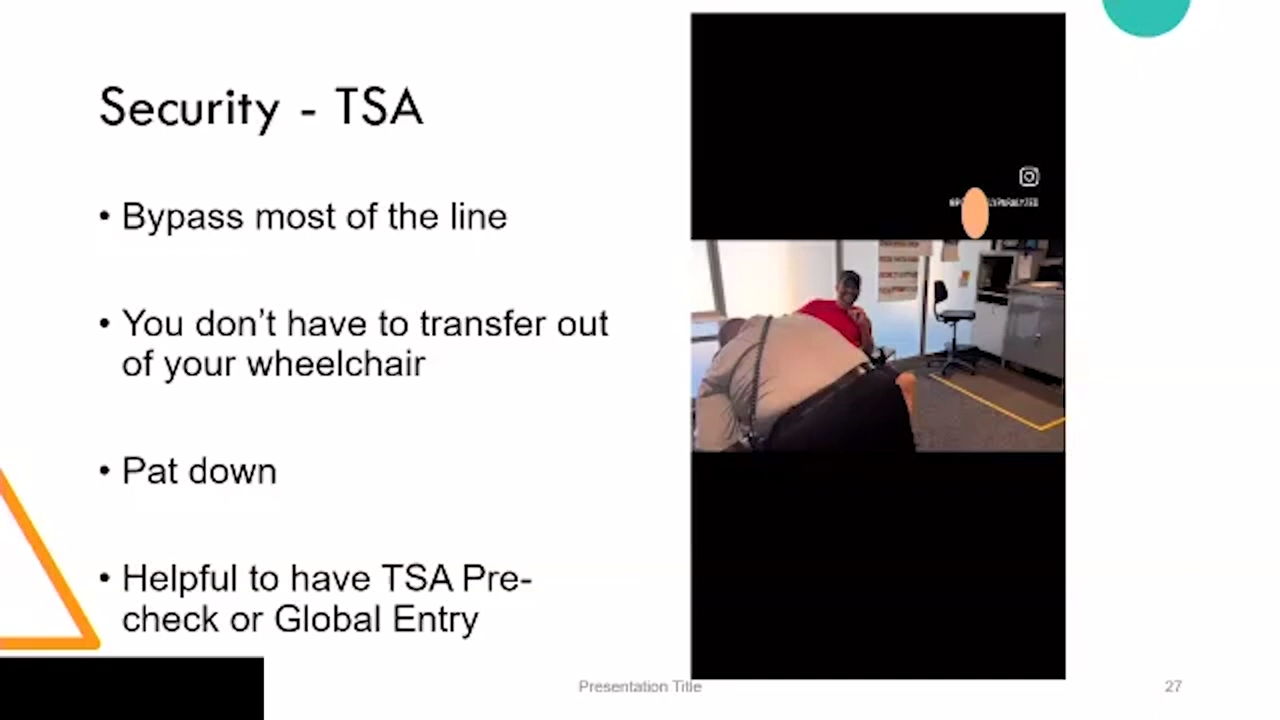 Security - TSA
• Bypass most of the line
• You don't have to transfer out
of your wheelchair
• Pat down
• Helpful to have TSA Pre-
check or Global Entry
Presentation Title
27